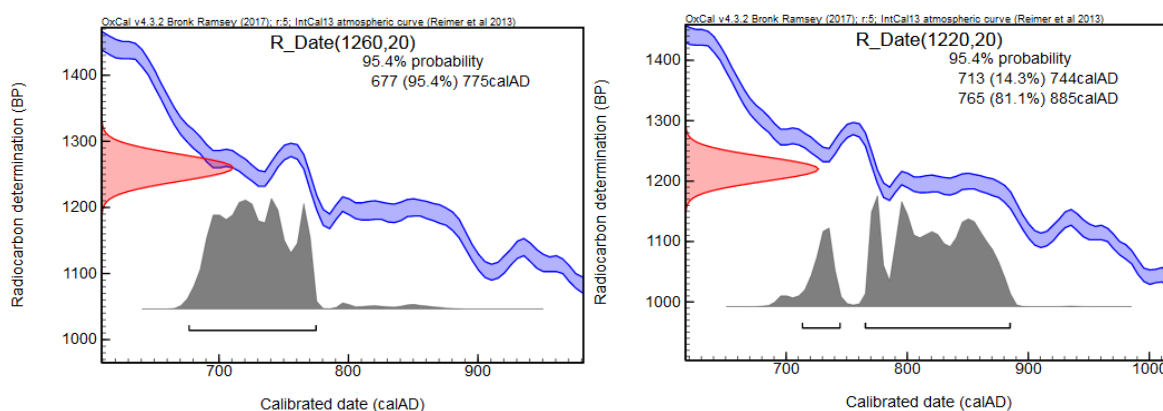 OxCal v4.3.2 Bronk Ramsey (2017); r:5; IntCal13 atmospheric curve (Reimer et al 2013)
R_Date(1260,20)
95.4% probability
677 (95.4%) 775calAD
Radiocarbon determination (BP)
1400
1300
1200
1100
1000
700
800
900
Calibrated date (calAD)
OxCal v4.3.2 Bronk Ramsey (2017); r:5; IntCal13 atmospheric curve (Reimer et al 2013)
R_Date(1220,20)
95.4% probability
713 (14.3%) 744calAD
765 (81.1%) 885calAD
Radiocarbon determination (BP)
1400
1300
1200
1100
1000
700
800
900
1000
Calibrated date (calAD)